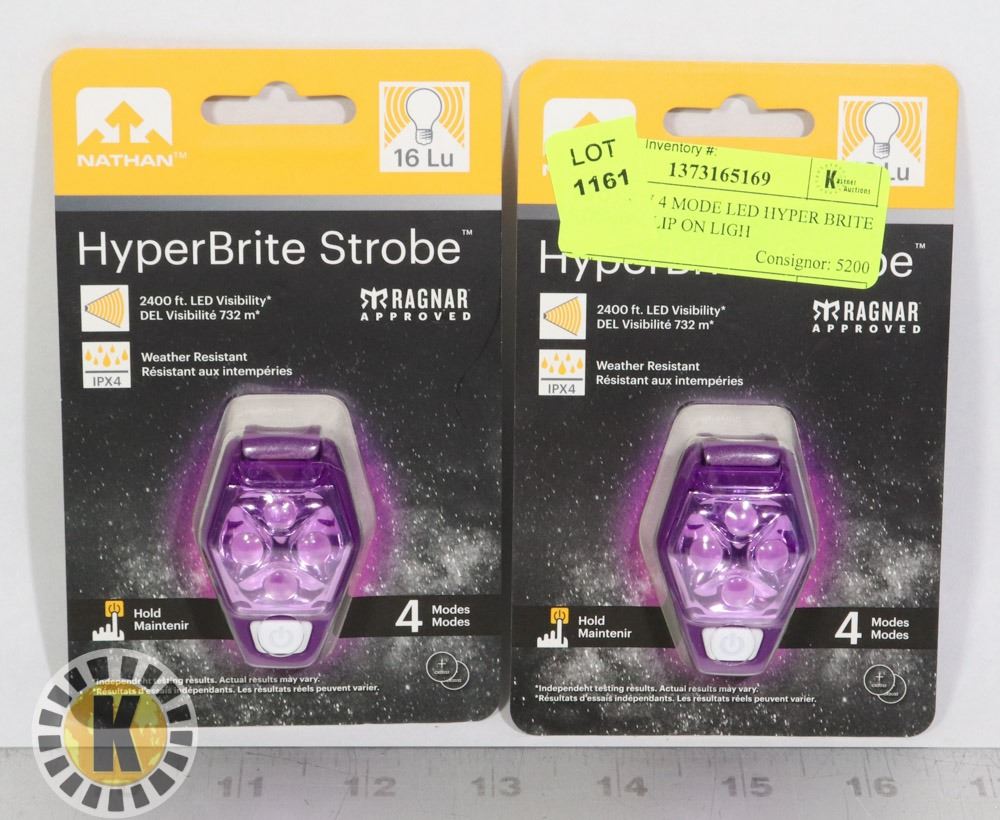 NATHAN™
16 Lu
HyperBrite Strobe™
2400 ft. LED Visibility*
DEL Visibilité 732 m*
RAGNAR
APPROVED
IPX4
Weather Resistant
Résistant aux intempéries
Hold
Maintenir
4 Modes
Modes
*Independent testing results. Actual results may vary.
*Résultats d'essais indépendants. Les résultats réels peuvent varier.
LOT
1161
Inventory #:
1373165169
Kastner
Auctions
4 MODE LED HYPER BRITE
LIP ON LIGH
Consignor: 5200
Lu
™
2400 ft. LED Visibility*
DEL Visibilité 732 m*
RAGNAR
APPROVED
IPX4
Weather Resistant
Résistant aux intempéries
Hold
Maintenir
4 Modes
Modes
*Independent testing results. Actual results may vary.
*Résultats d'essais indépendants. Les résultats réels peuvent varier.
K
11 12 13 14 15 16 1